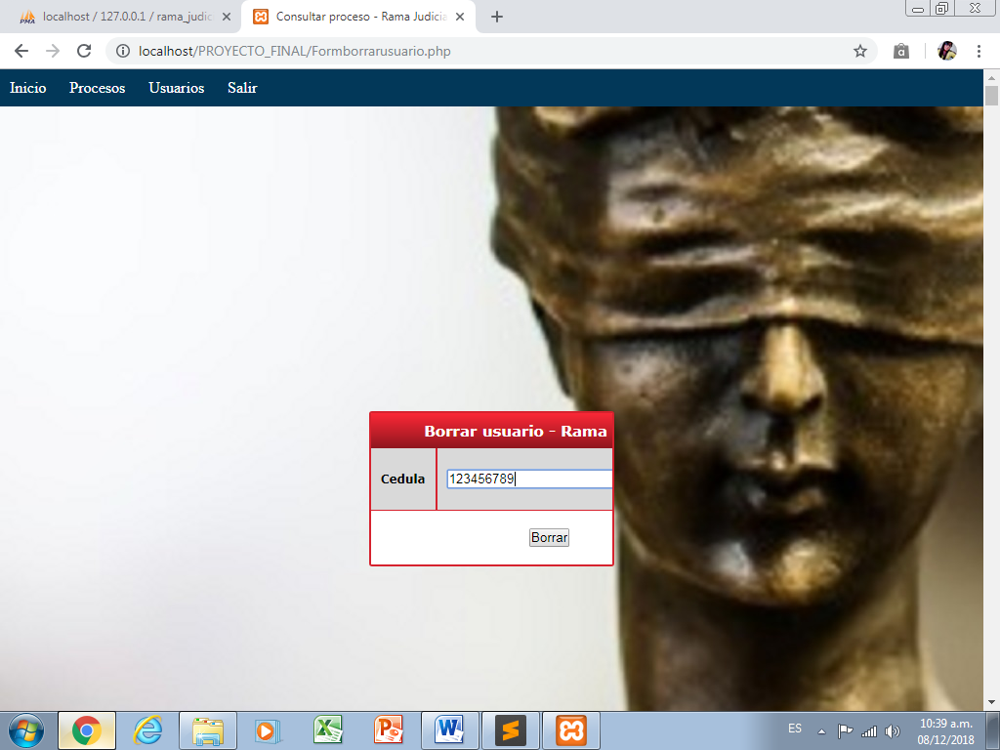 localhost / 127.0.0.1 / rama_judic
Consultar proceso - Rama Judicia
localhost/PROYECTO_FINAL/Formborrarusuario.php
Inicio Procesos Usuarios Salir
Borrar usuario - Rama
Cedula 123456789
Borrar
ES
10:39 a.m.
08/12/2018